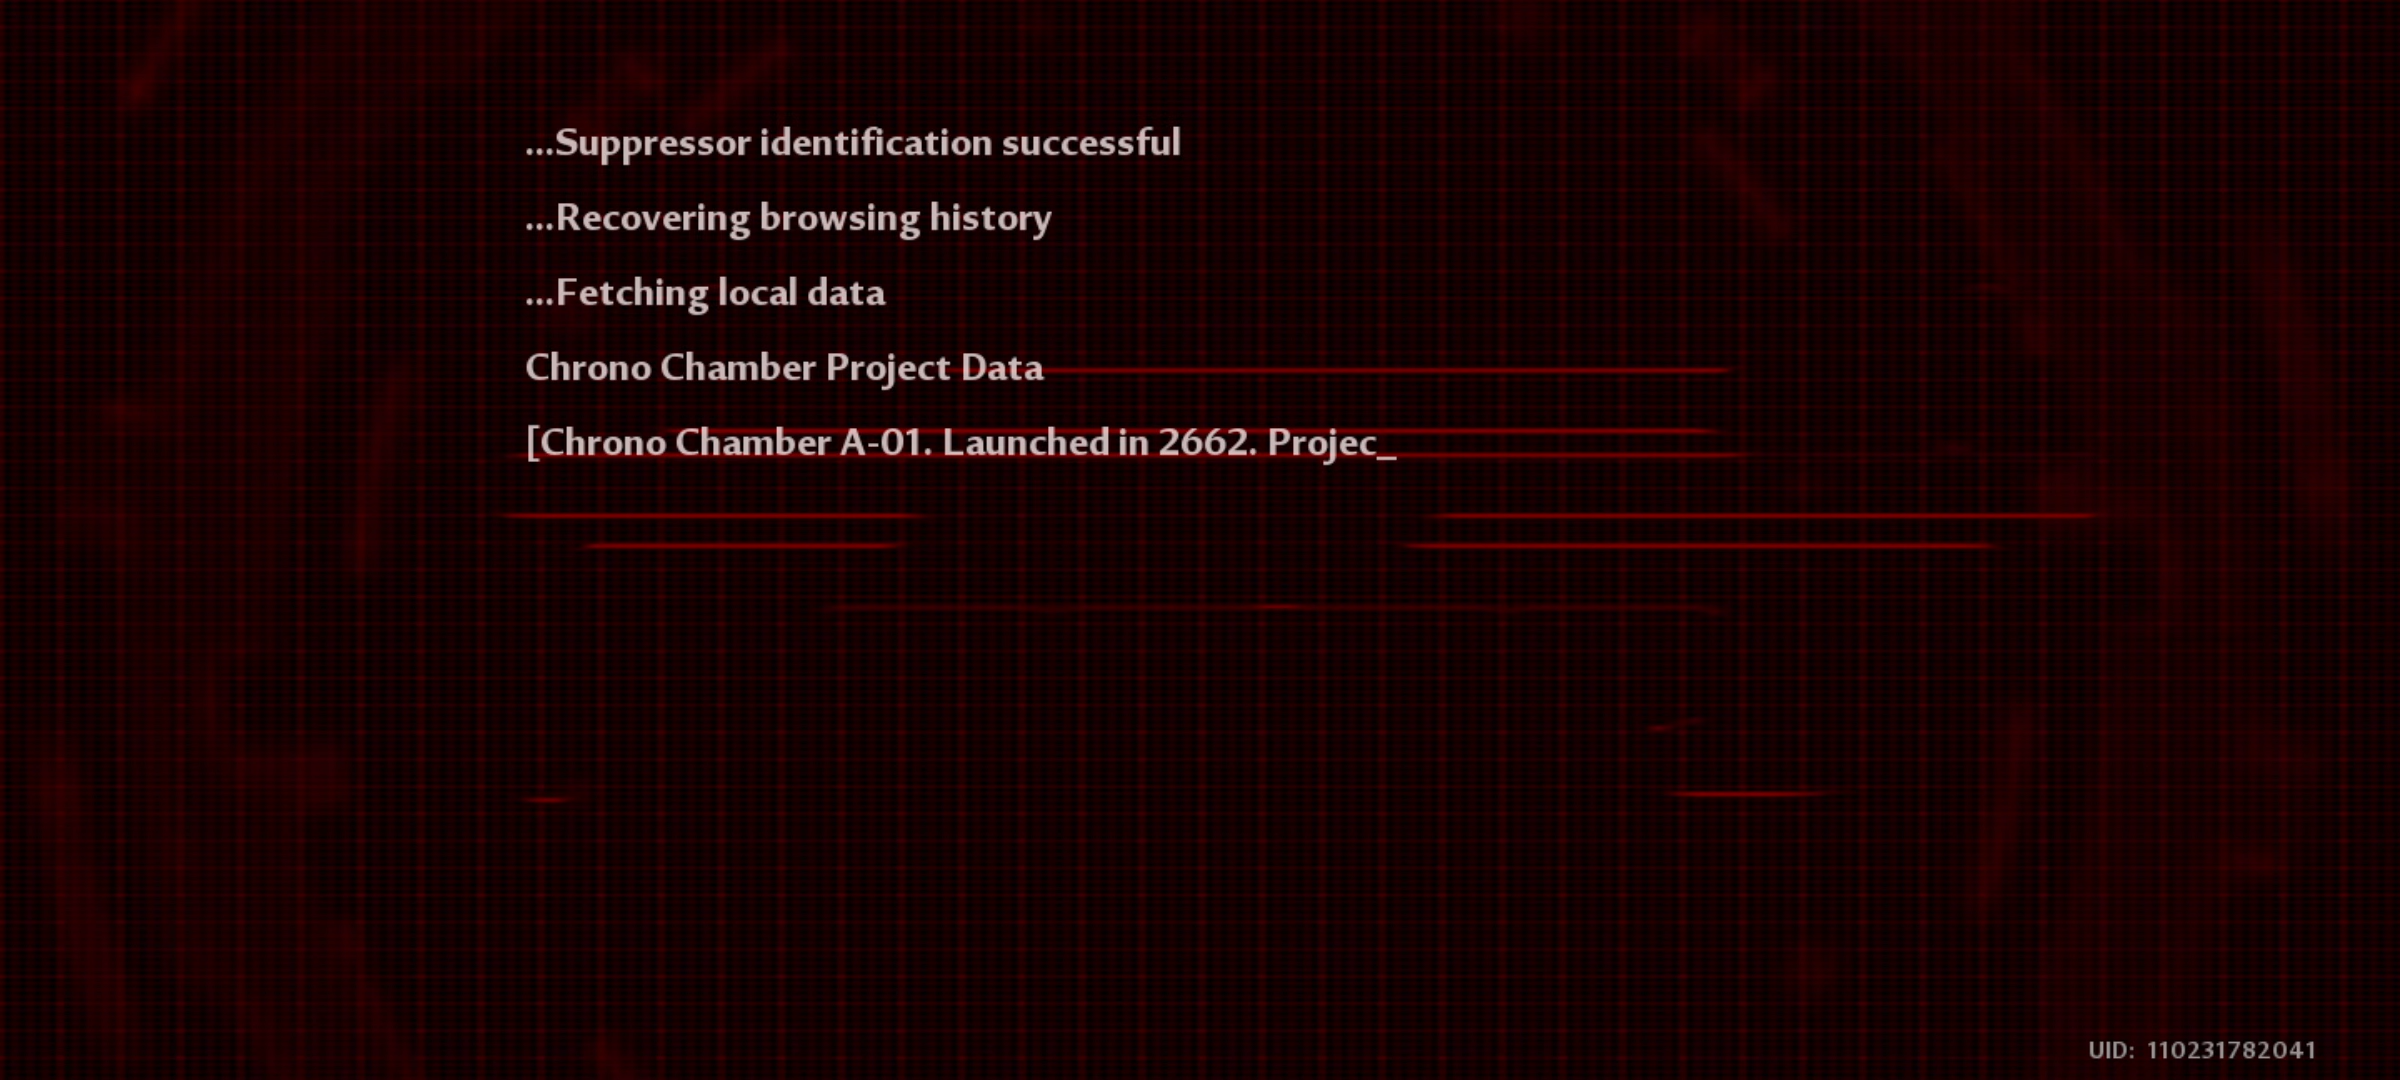 ...Suppressor identification successful
...Recovering browsing history
...Fetching local data
Chrono Chamber Project Data
[Chrono Chamber A-01. Launched in 2662. Projec_
UID: 110231782041